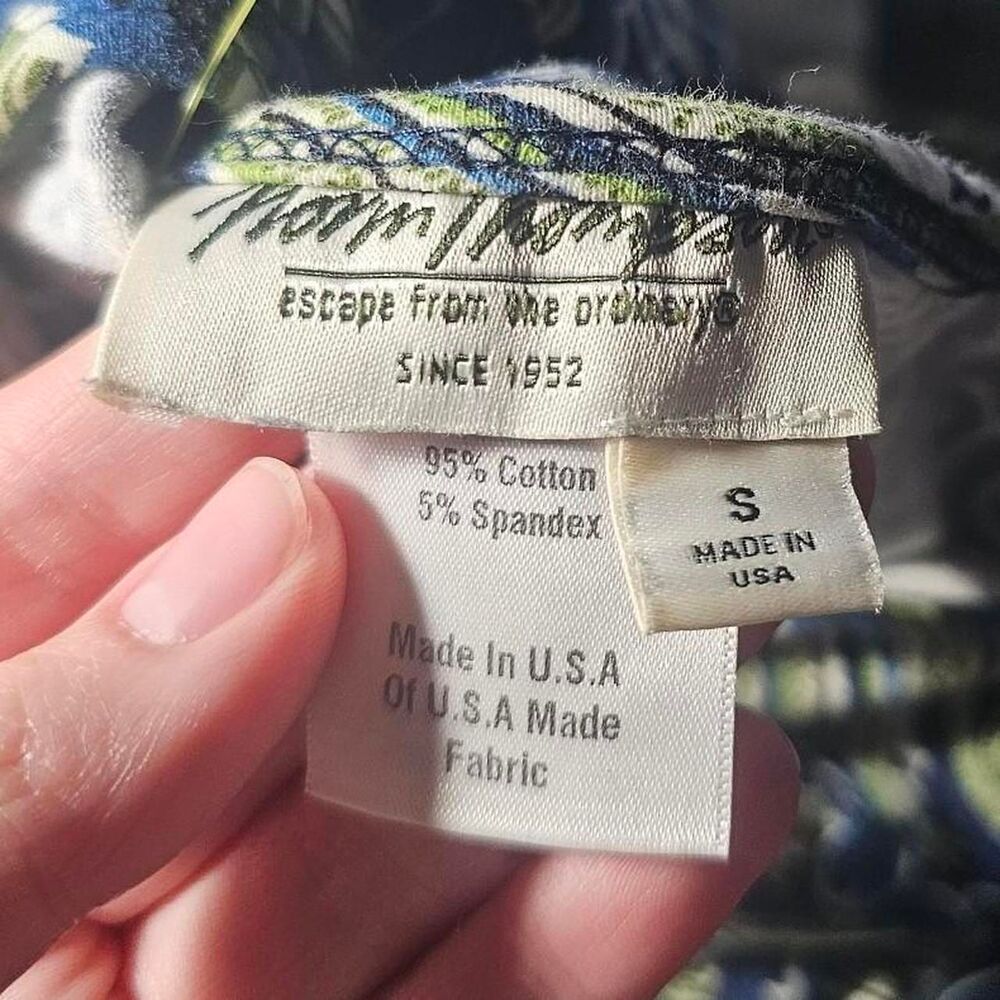 Norm Thompson
escape from the ordinary®
SINCE 1952
95% Cotton
5% Spandex
S
MADE IN
USA
Made In U.S.A
Of U.S.A Made
Fabric